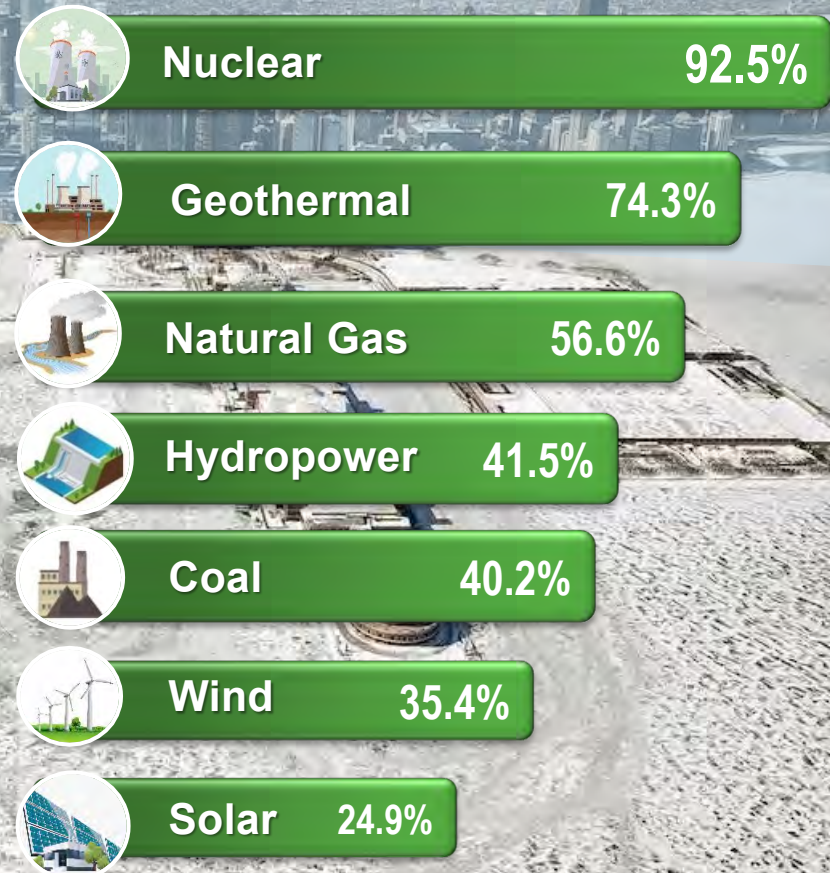 Nuclear 92.5%
Geothermal 74.3%
Natural Gas 56.6%
Hydropower 41.5%
Coal 40.2%
Wind 35.4%
Solar 24.9%